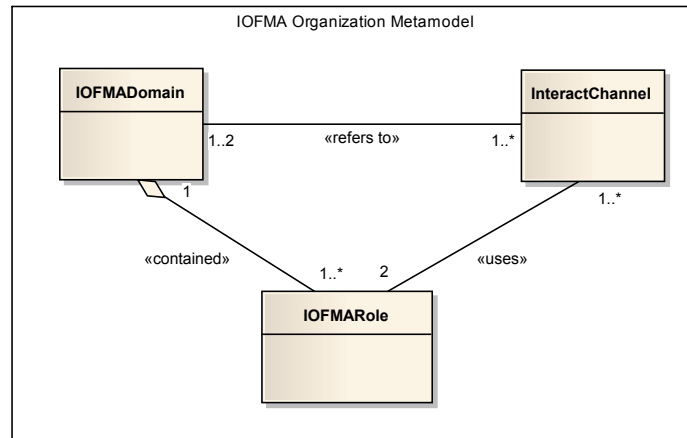 IOFMA Organization Metamodel
IOFMADomain
InteractChannel
1..2
«refers to»
1..*
1
1..*
«contained»
«uses»
1..*
2
IOFMARole